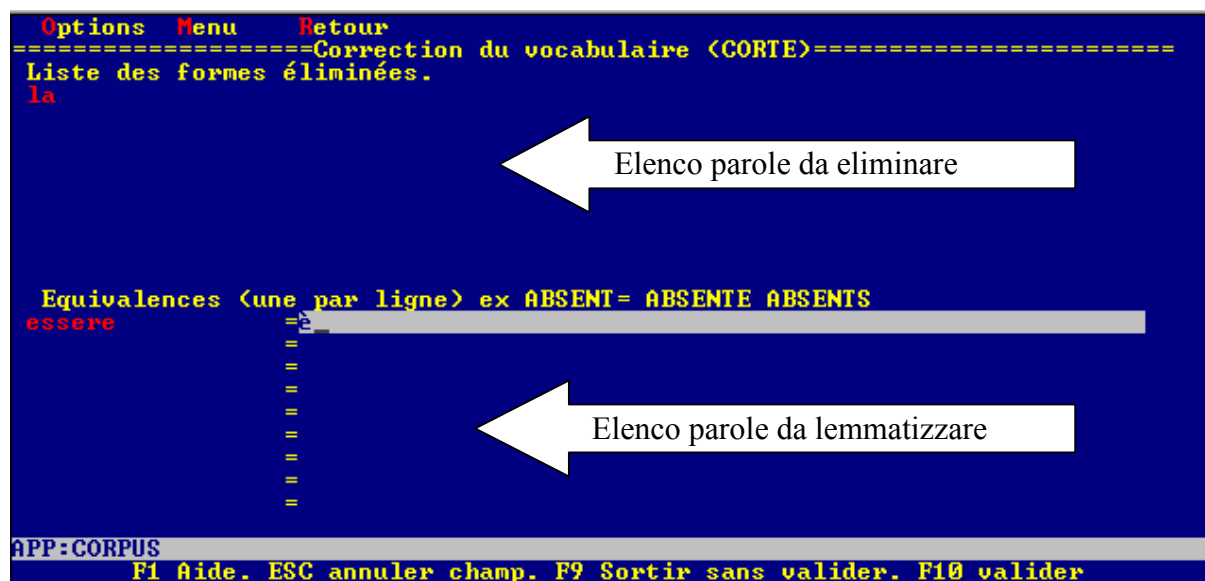 Options Menu Retour
=====================Correction du vocabulaire (CORTE)=========================
Liste des formes éliminées.
la
Elenco parole da eliminare
Equivalences (une par ligne) ex ABSENT= ABSENTE ABSENTS
essere =è_
=
=
=
=
Elenco parole da lemmatizzare
=
=
=
=
APP:CORPUS
F1 Aide. ESC annuler champ. F9 Sortir sans valider. F10 valider